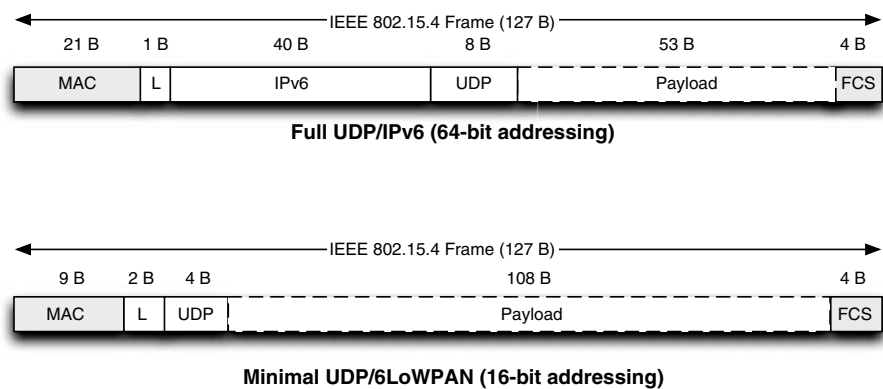 IEEE 802.15.4 Frame (127 B)
21 B 1 B 40 B 8 B 53 B 4 B
MAC L IPv6 UDP Payload FCS
Full UDP/IPv6 (64-bit addressing)
IEEE 802.15.4 Frame (127 B)
9 B 2 B 4 B 108 B 4 B
MAC L UDP Payload FCS
Minimal UDP/6LoWPAN (16-bit addressing)